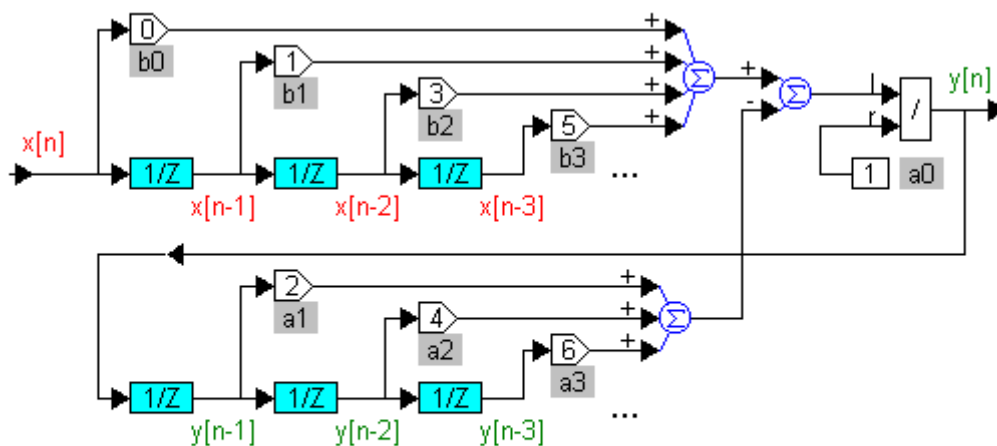 0 + y[n]
b0 1 +
b1 3 + Σ + Σ l /
b2 5 + - r
x[n] b3 +
1/Z 1/Z 1/Z ... 1 a0
x[n-1] x[n-2] x[n-3]
2 +
a1 4 + Σ
a2 6 +
a3
1/Z 1/Z 1/Z ...
y[n-1] y[n-2] y[n-3]